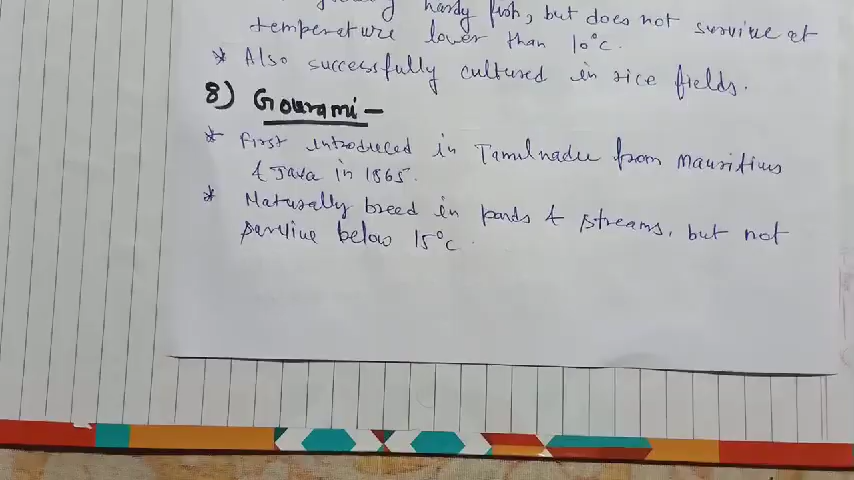 hardy fish, but does not survive at
temperature lower than 10°c.
* Also successfully cultured in rice fields.
8) Gourami –
* First introduced in Tamilnadu from Mauritius
& Java in 1865.
* Naturally breed in ponds & streams, but not
survive below 15°c.